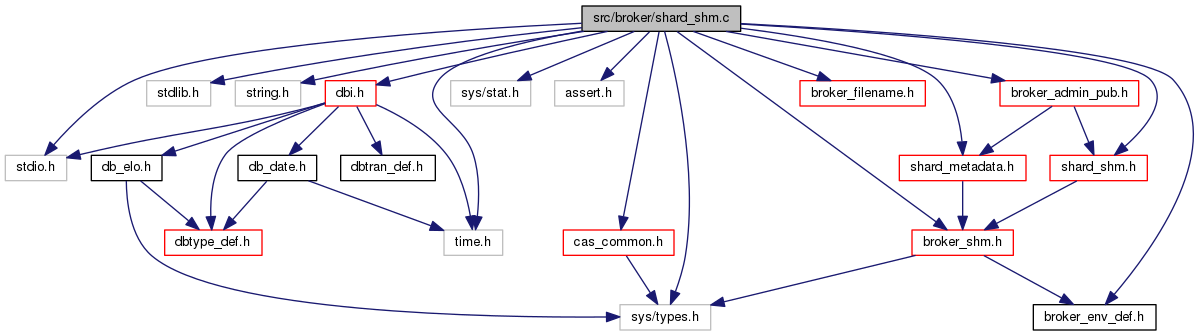 src/broker/shard_shm.c
stdlib.h
string.h
dbi.h
sys/stat.h
assert.h
broker_filename.h
broker_admin_pub.h
stdio.h
db_elo.h
db_date.h
dbtran_def.h
shard_metadata.h
shard_shm.h
dbtype_def.h
time.h
cas_common.h
broker_shm.h
sys/types.h
broker_env_def.h